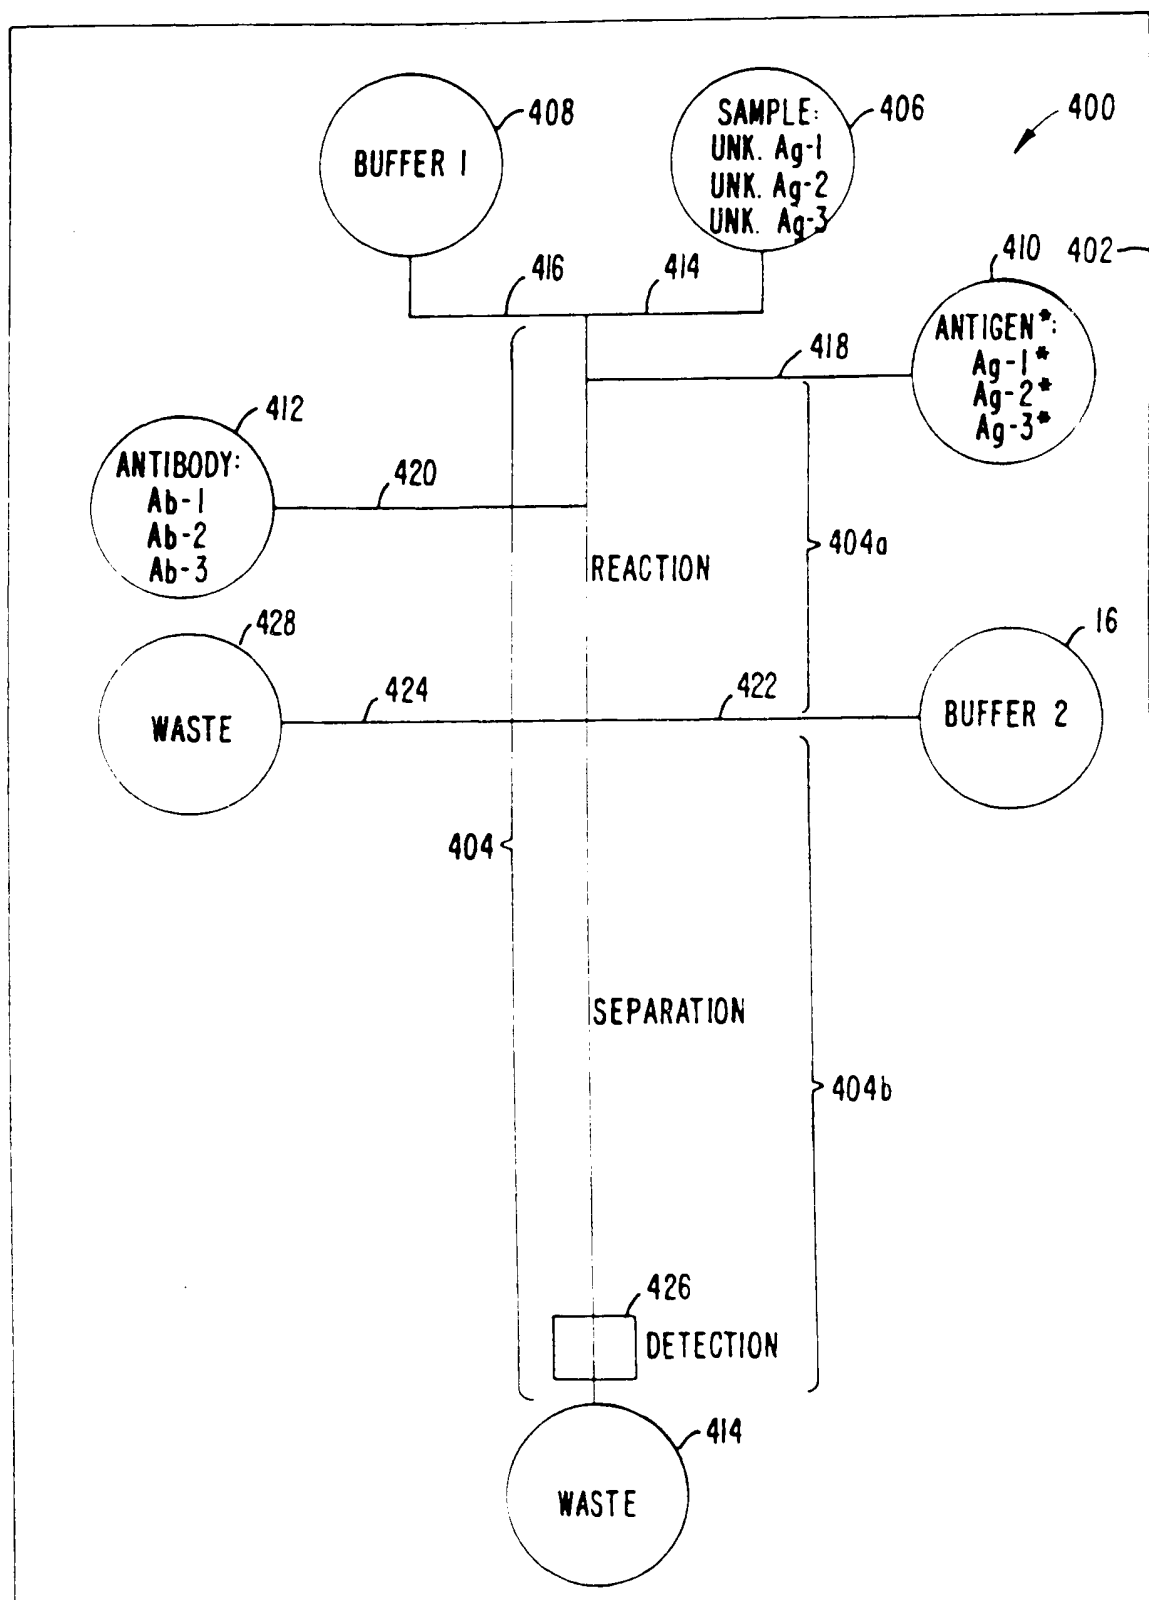 408
BUFFER 1
406
SAMPLE:
UNK. Ag-1
UNK. Ag-2
UNK. Ag-3
400
402
416
414
410
ANTIGEN*:
Ag-1*
Ag-2*
Ag-3*
418
412
ANTIBODY:
Ab-1
Ab-2
Ab-3
420
REACTION
404a
428
WASTE
424
422
16
BUFFER 2
404
SEPARATION
404b
426
DETECTION
414
WASTE